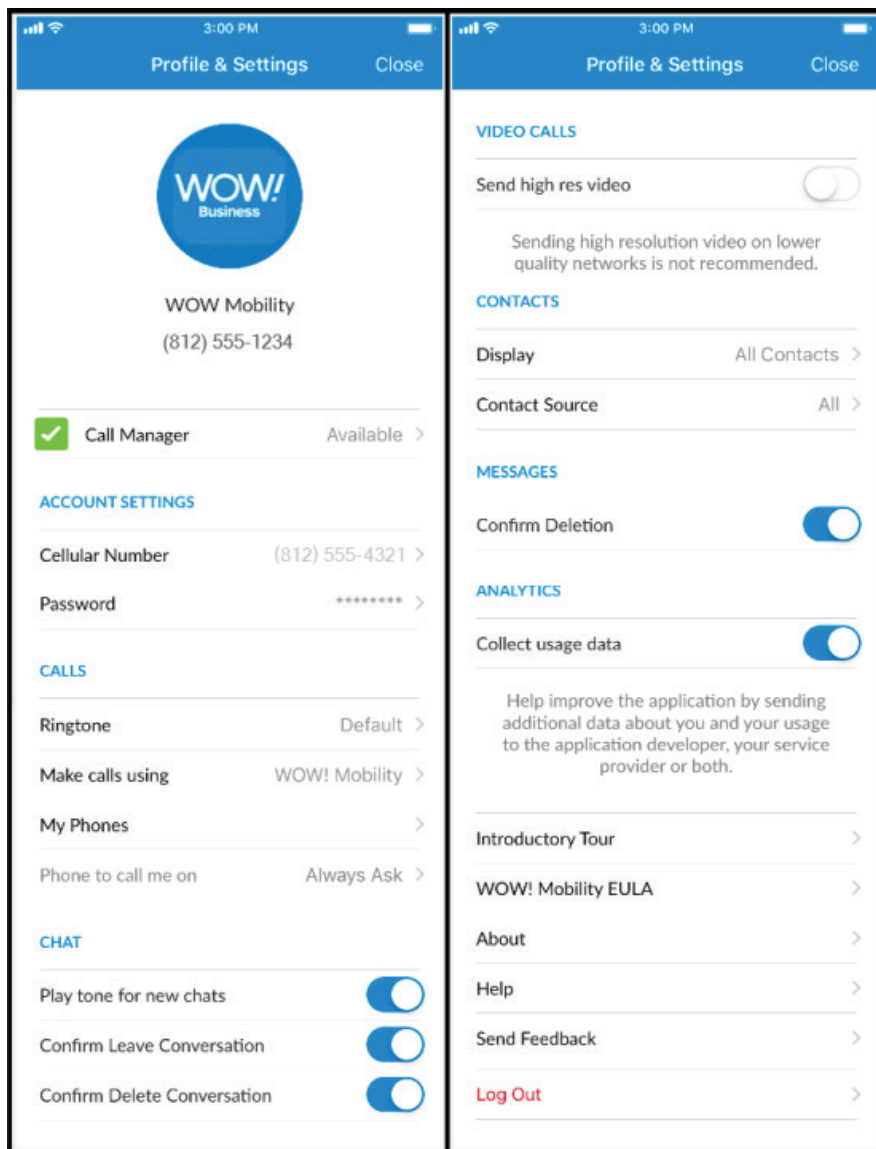 3:00 PM
Profile & Settings Close
WOW!
Business
WOW Mobility
(812) 555-1234
Call Manager Available >
ACCOUNT SETTINGS
Cellular Number (812) 555-4321 >
Password ******** >
CALLS
Ringtone Default >
Make calls using WOW! Mobility >
My Phones >
Phone to call me on Always Ask >
CHAT
Play tone for new chats
Confirm Leave Conversation
Confirm Delete Conversation
3:00 PM
Profile & Settings Close
VIDEO CALLS
Send high res video
Sending high resolution video on lower
quality networks is not recommended.
CONTACTS
Display All Contacts >
Contact Source All >
MESSAGES
Confirm Deletion
ANALYTICS
Collect usage data
Help improve the application by sending
additional data about you and your usage
to the application developer, your service
provider or both.
Introductory Tour >
WOW! Mobility EULA >
About >
Help >
Send Feedback >
Log Out >